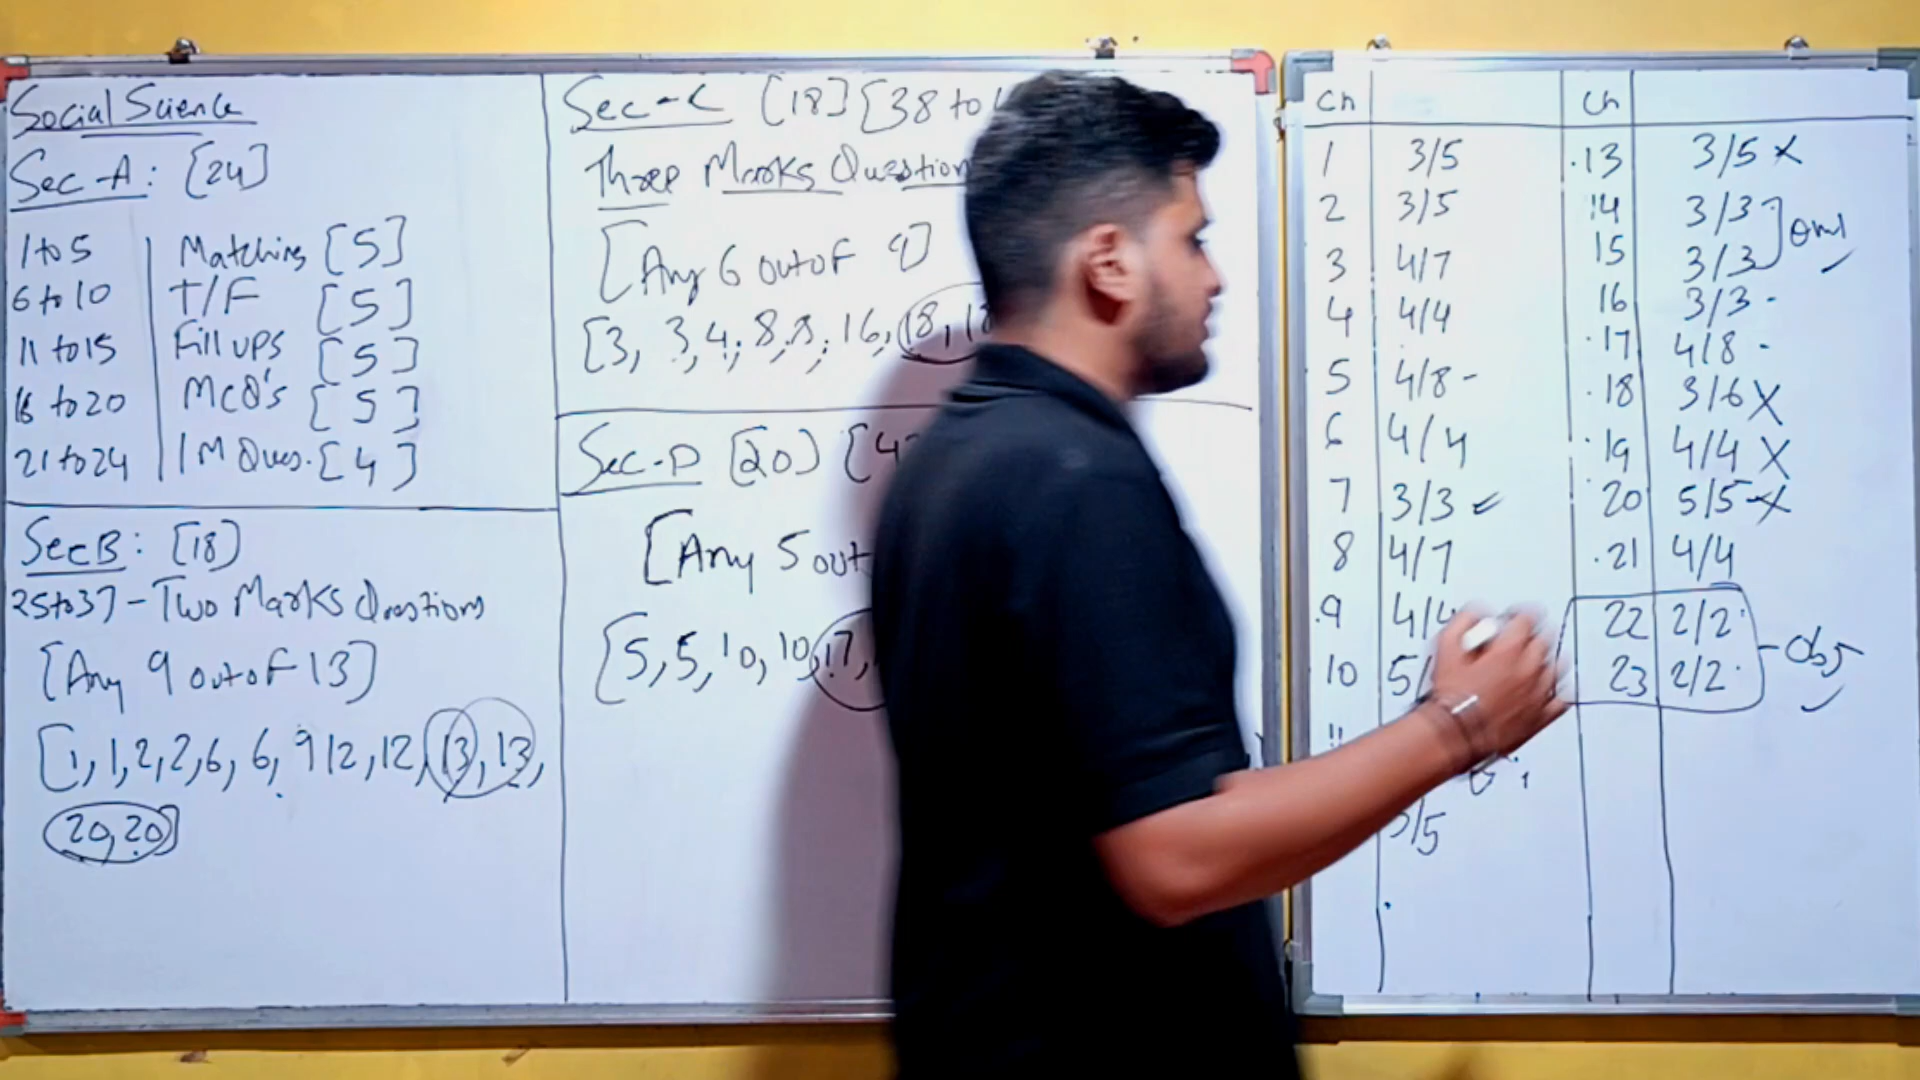 Social Science
Sec-A: [24]
1 to 5 Matching [5]
6 to 10 T/F [5]
11 to 15 Fill ups [5]
16 to 20 MCQ's [5]
21 to 24 1M Ques. [4]
Sec B: [18]
25 to 37 - Two Marks Questions
[Any 9 out of 13]
[1, 1, 2, 2, 6, 6, 9 12, 12, 13, 13,
20, 20]
Sec-C [18] [38 to
Three Marks Question
[Any 6 out of 9]
[3, 3, 4, 8, 8, 16, 18,
Sec-D [20] [4
[Any 5 out
[5, 5, 10, 10, 17,
Ch Ch
1 3/5 13 3/5 X
2 3/5 14 3/3
3 4/7 15 3/3
4 4/4 16 3/3 -
5 4/8 - 17 4/8 -
6 4/4 18 3/6 X
7 3/3 ✓ 19 4/4 X
8 4/7 20 5/5 X
9 4/4 21 4/4
10 5/ 22 2/2
11 23 2/2
3/5
Obj